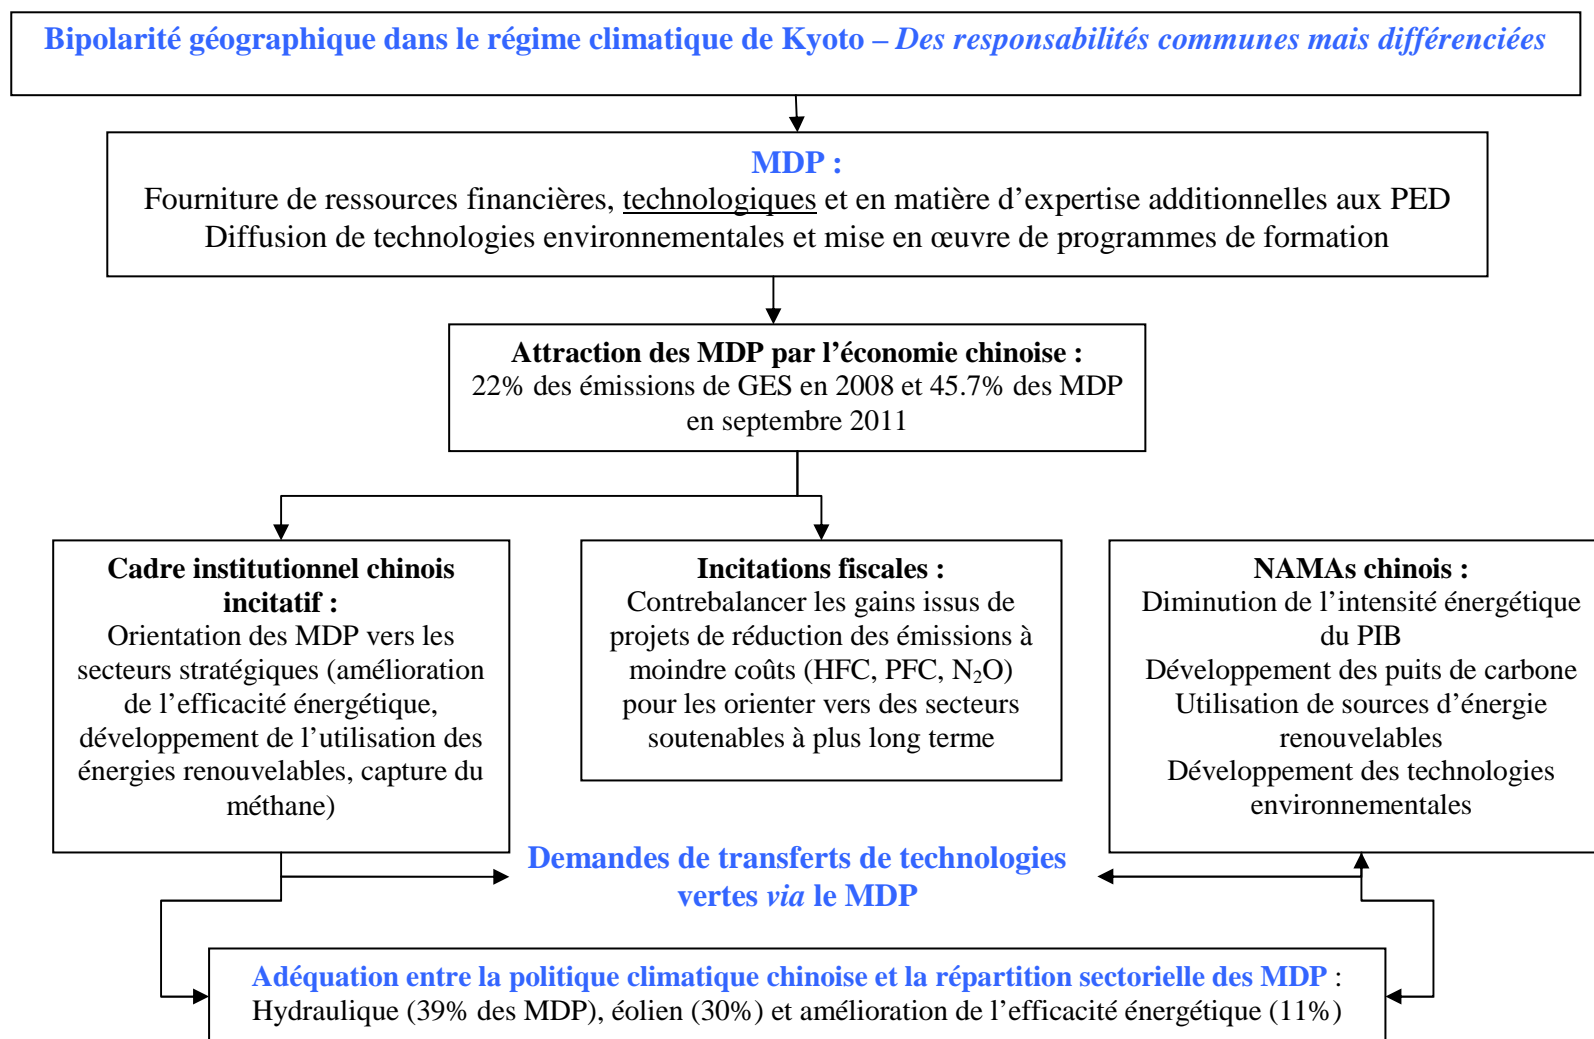 Bipolarité géographique dans le régime climatique de Kyoto – Des responsabilités communes mais différenciées
MDP :
Fourniture de ressources financières, technologiques et en matière d’expertise additionnelles aux PED
Diffusion de technologies environnementales et mise en œuvre de programmes de formation
Attraction des MDP par l’économie chinoise :
22% des émissions de GES en 2008 et 45.7% des MDP
en septembre 2011
Cadre institutionnel chinois
incitatif :
Orientation des MDP vers les
secteurs stratégiques (amélioration
de l’efficacité énergétique,
développement de l’utilisation des
énergies renouvelables, capture du
méthane)
Incitations fiscales :
Contrebalancer les gains issus de
projets de réduction des émissions à
moindre coûts (HFC, PFC, N₂O)
pour les orienter vers des secteurs
soutenables à plus long terme
NAMAs chinois :
Diminution de l’intensité énergétique
du PIB
Développement des puits de carbone
Utilisation de sources d’énergie
renouvelables
Développement des technologies
environnementales
Demandes de transferts de technologies
vertes via le MDP
Adéquation entre la politique climatique chinoise et la répartition sectorielle des MDP :
Hydraulique (39% des MDP), éolien (30%) et amélioration de l’efficacité énergétique (11%)